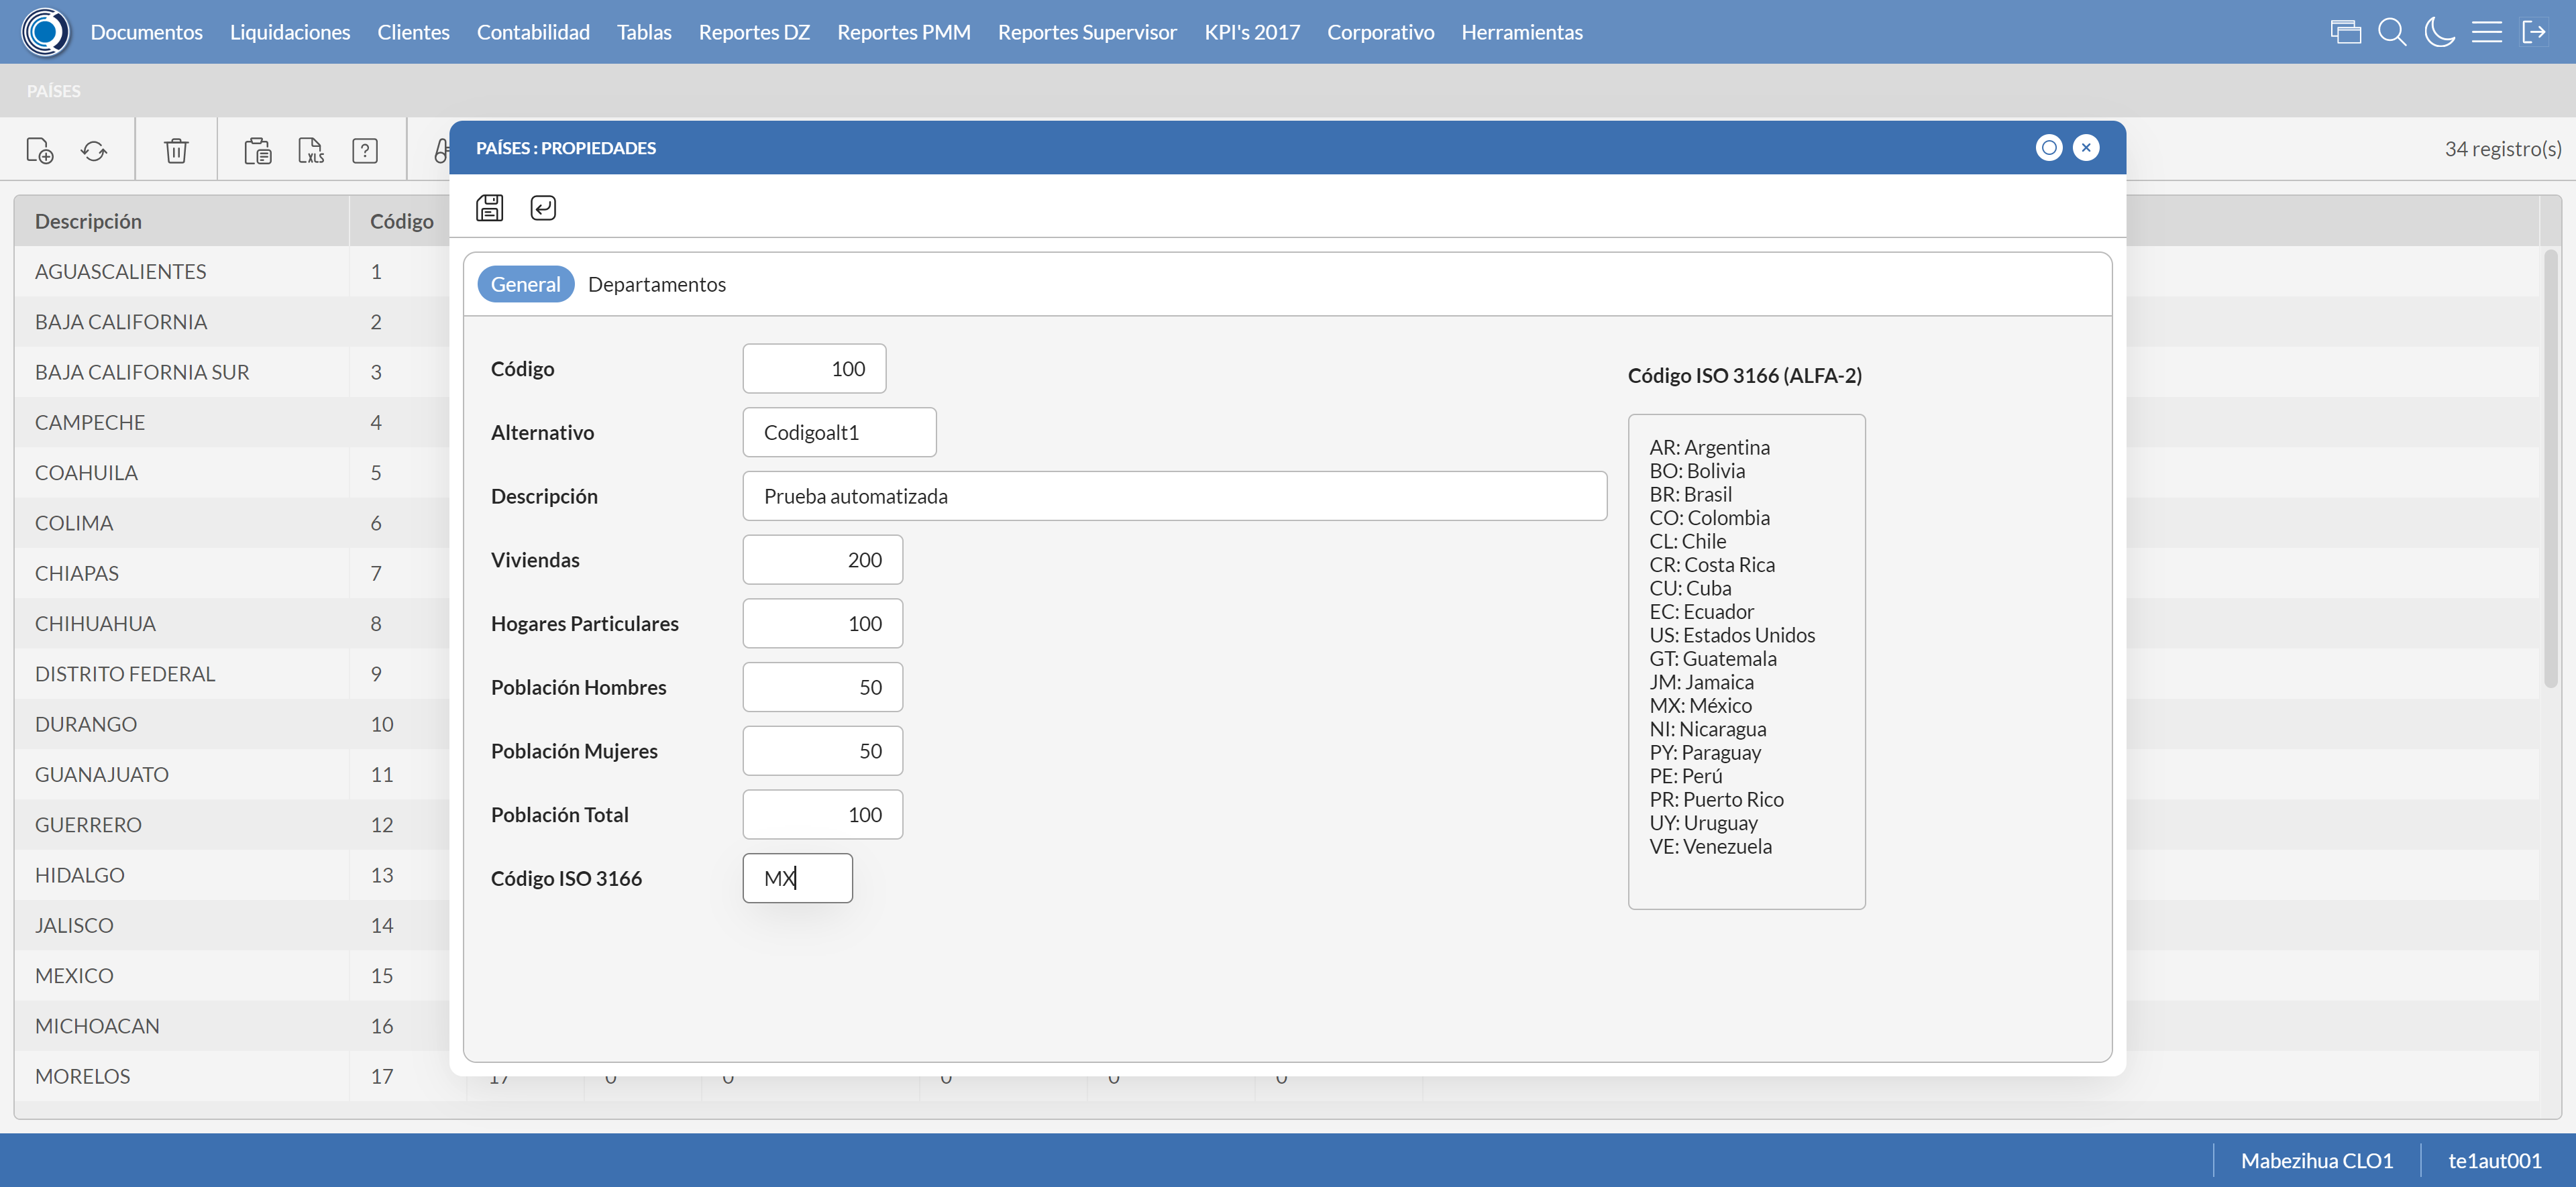 Documentos Liquidaciones Clientes Contabilidad Tablas Reportes DZ Reportes PMM Reportes Supervisor KPI's 2017 Corporativo Herramientas
PAÍSES
XLS ? 34 registro(s)
PAÍSES : PROPIEDADES
Descripción Código
AGUASCALIENTES 1
BAJA CALIFORNIA 2
BAJA CALIFORNIA SUR 3
CAMPECHE 4
COAHUILA 5
COLIMA 6
CHIAPAS 7
CHIHUAHUA 8
DISTRITO FEDERAL 9
DURANGO 10
GUANAJUATO 11
GUERRERO 12
HIDALGO 13
JALISCO 14
MEXICO 15
MICHOACAN 16
MORELOS 17 17 0 0 0 0 0
General Departamentos
Código 100
Alternativo Codigoalt1
Descripción Prueba automatizada
Viviendas 200
Hogares Particulares 100
Población Hombres 50
Población Mujeres 50
Población Total 100
Código ISO 3166 MX
Código ISO 3166 (ALFA-2)
AR: Argentina
BO: Bolivia
BR: Brasil
CO: Colombia
CL: Chile
CR: Costa Rica
CU: Cuba
EC: Ecuador
US: Estados Unidos
GT: Guatemala
JM: Jamaica
MX: México
NI: Nicaragua
PY: Paraguay
PE: Perú
PR: Puerto Rico
UY: Uruguay
VE: Venezuela
Mabezihua CLO1 te1aut001